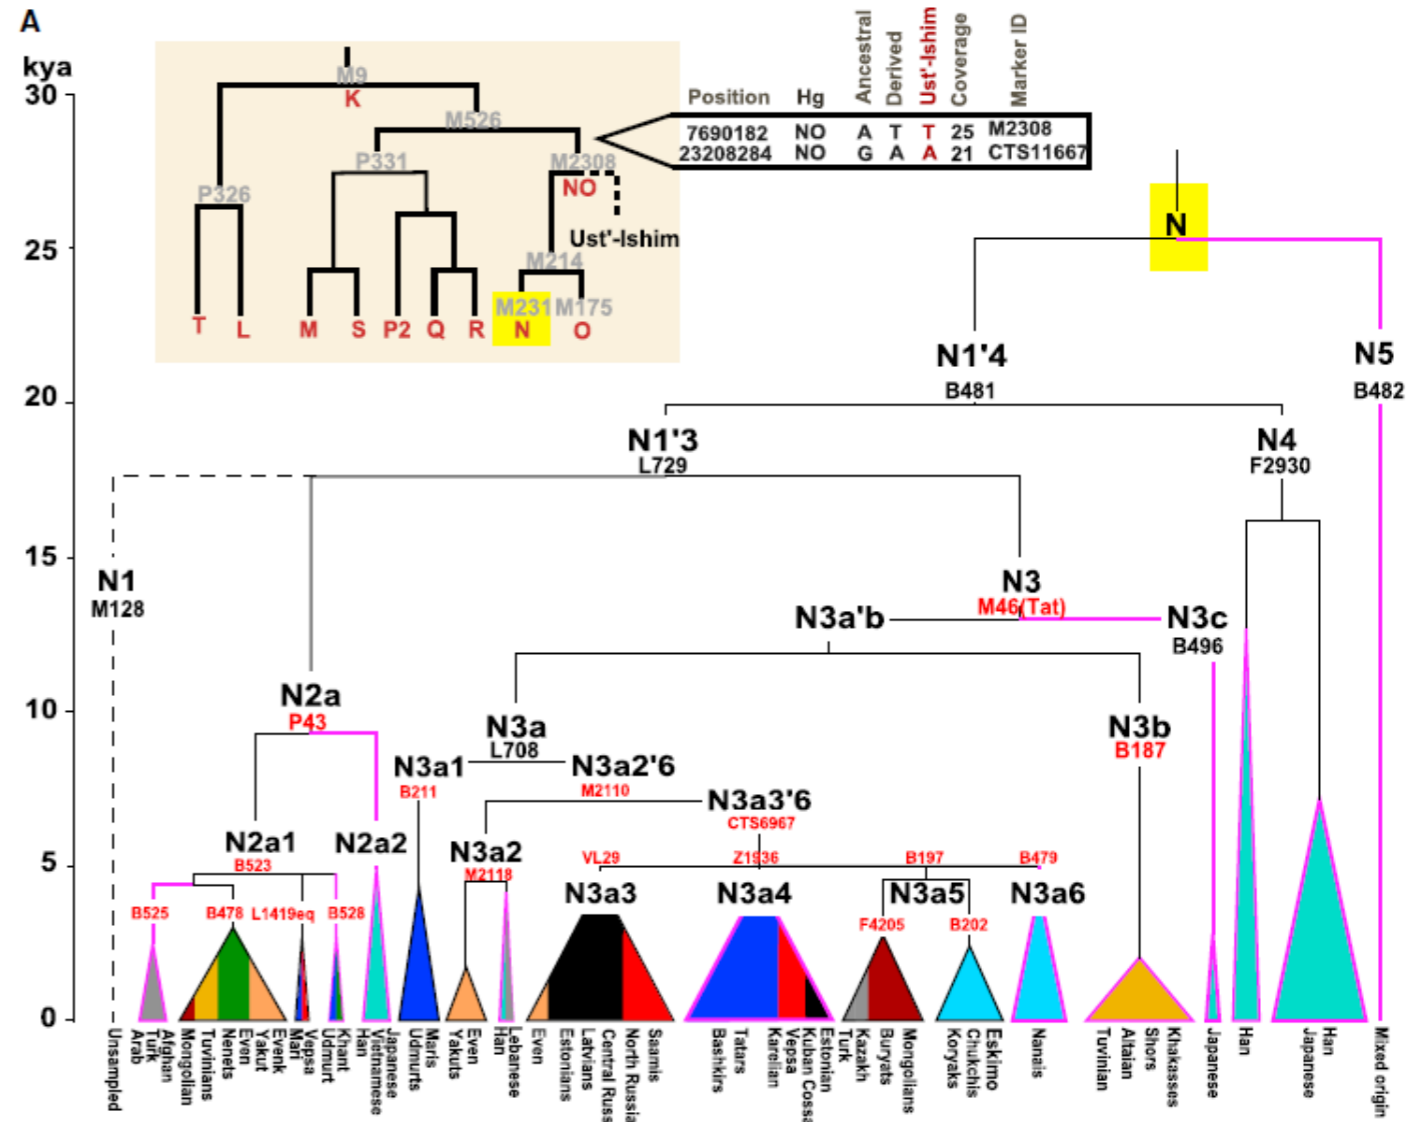 A
kya
30
25
20
15
10
5
0
M9
K
M526
P331
M2308
NO
P326
Ust'-Ishim
M214
M231 M175
T L M S P2 Q R N O
Position Hg Ancestral Derived Ust'-Ishim Coverage Marker ID
7690182 NO A T T 25 M2308
23208284 NO G A A 21 CTS11667
N
N1'4
B481
N5
B482
N1'3
L729
N4
F2930
N1
M128
N3
M46(Tat)
N3a'b
N3c
B496
N2a
P43
N3a
L708
N3b
B187
N3a1
B211
N3a2'6
M2110
N3a3'6
CTS6967
N2a1
B523
N2a2
N3a2
M2118
VL29
Z1936
B197
B479
N3a3
N3a4
N3a5
N3a6
B525
B478
L1419eq
B528
F4205
B202
Unsampled
Arab
Turk
Afghan
Mongolian
Tuvinians
Nenets
Even
Yakut
Evenk
Mari
Vepsa
Udmurt
Khant
Han
Vietnamese
Japanese
Udmurts
Maris
Yakuts
Even
Han
Lebanese
Even
Estonians
Latvians
Central Russ
North Russia
Saamis
Bashkirs
Tatars
Karelian
Vepsa
Kuban Cossa
Estonian
Turk
Kazakh
Buryats
Mongolians
Koryaks
Chukchis
Eskimo
Nanais
Tuvinian
Altaian
Shors
Khakasses
Japanese
Han
Japanese
Han
Mixed origin